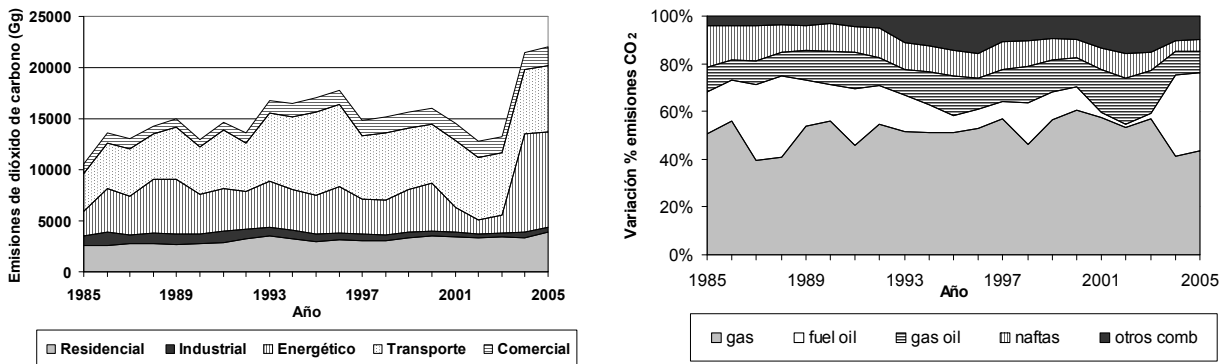 Emisiones de dióxido de carbono (Gg)
25000
20000
15000
10000
5000
0
1985 1989 1993 1997 2001 2005
Año
Residencial Industrial Energético Transporte Comercial
Variación % emisiones CO₂
100%
80%
60%
40%
20%
0%
1985 1989 1993 1997 2001 2005
Año
gas fuel oil gas oil naftas otros comb